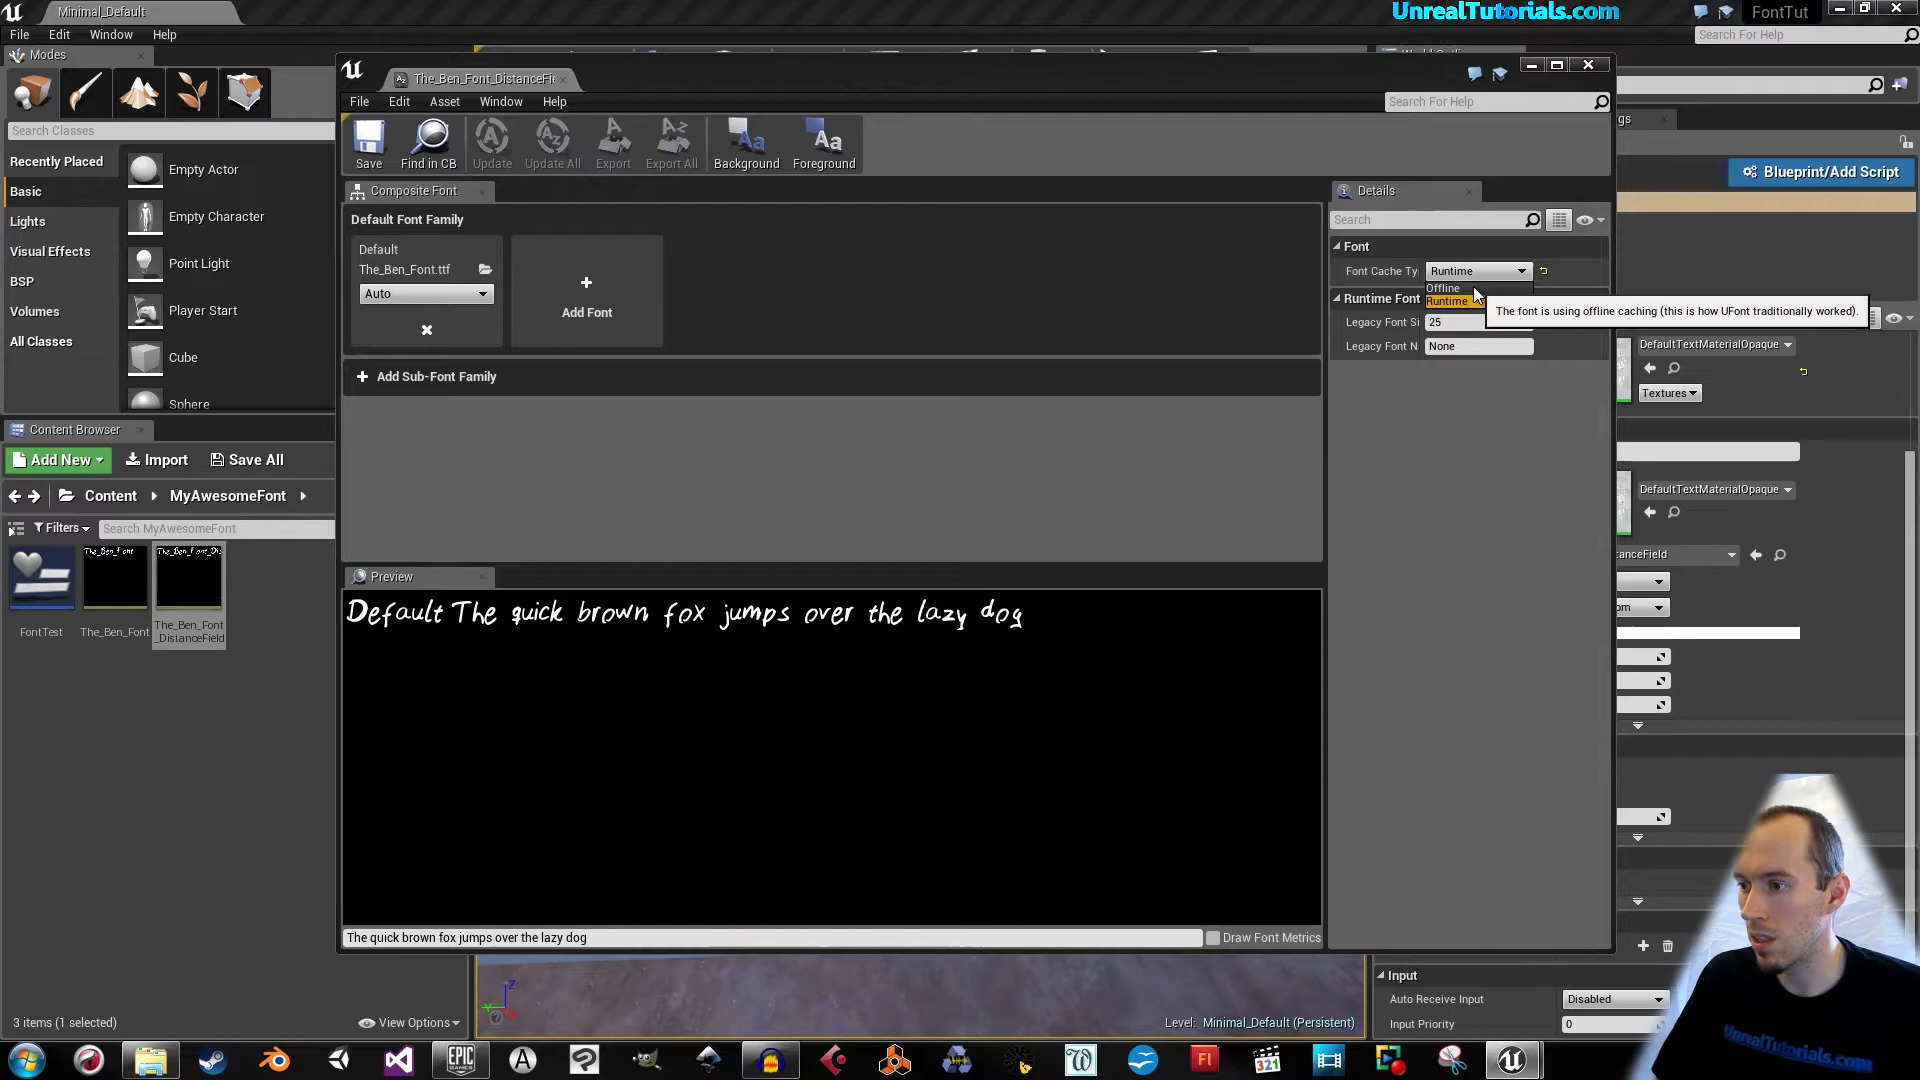 Minimal_Default
UnrealTutorials.com
FontTut
File Edit Window Help
Search For Help
Modes
Search Classes
Recently Placed
Basic
Lights
Visual Effects
BSP
Volumes
All Classes
Empty Actor
Empty Character
Point Light
Player Start
Cube
Sphere
The_Ben_Font_DistanceFie
File Edit Asset Window Help
Search For Help
Save
Find in CB
Update
Update All
Export
Export All
Background
Foreground
Composite Font
Default Font Family
Default
The_Ben_Font.ttf
Auto
Add Font
Add Sub-Font Family
Details
Search
Font
Font Cache Ty Runtime
Offline
Runtime
The font is using offline caching (this is how UFont traditionally worked).
Runtime Font
Legacy Font Si 25
Legacy Font N None
Preview
Default The quick brown fox jumps over the lazy dog
The quick brown fox jumps over the lazy dog
Draw Font Metrics
Blueprint/Add Script
DefaultTextMaterialOpaque
Textures
DefaultTextMaterialOpaque
anceField
om
Content Browser
Add New Import Save All
Content MyAwesomeFont
Filters Search MyAwesomeFont
FontTest
The_Ben_Font
The_Ben_Font
_DistanceField
3 items (1 selected)
View Options
Level: Minimal_Default (Persistent)
Input
Auto Receive Input Disabled
Input Priority 0
UnrealTutorials.com
EPIC
GAMES
321